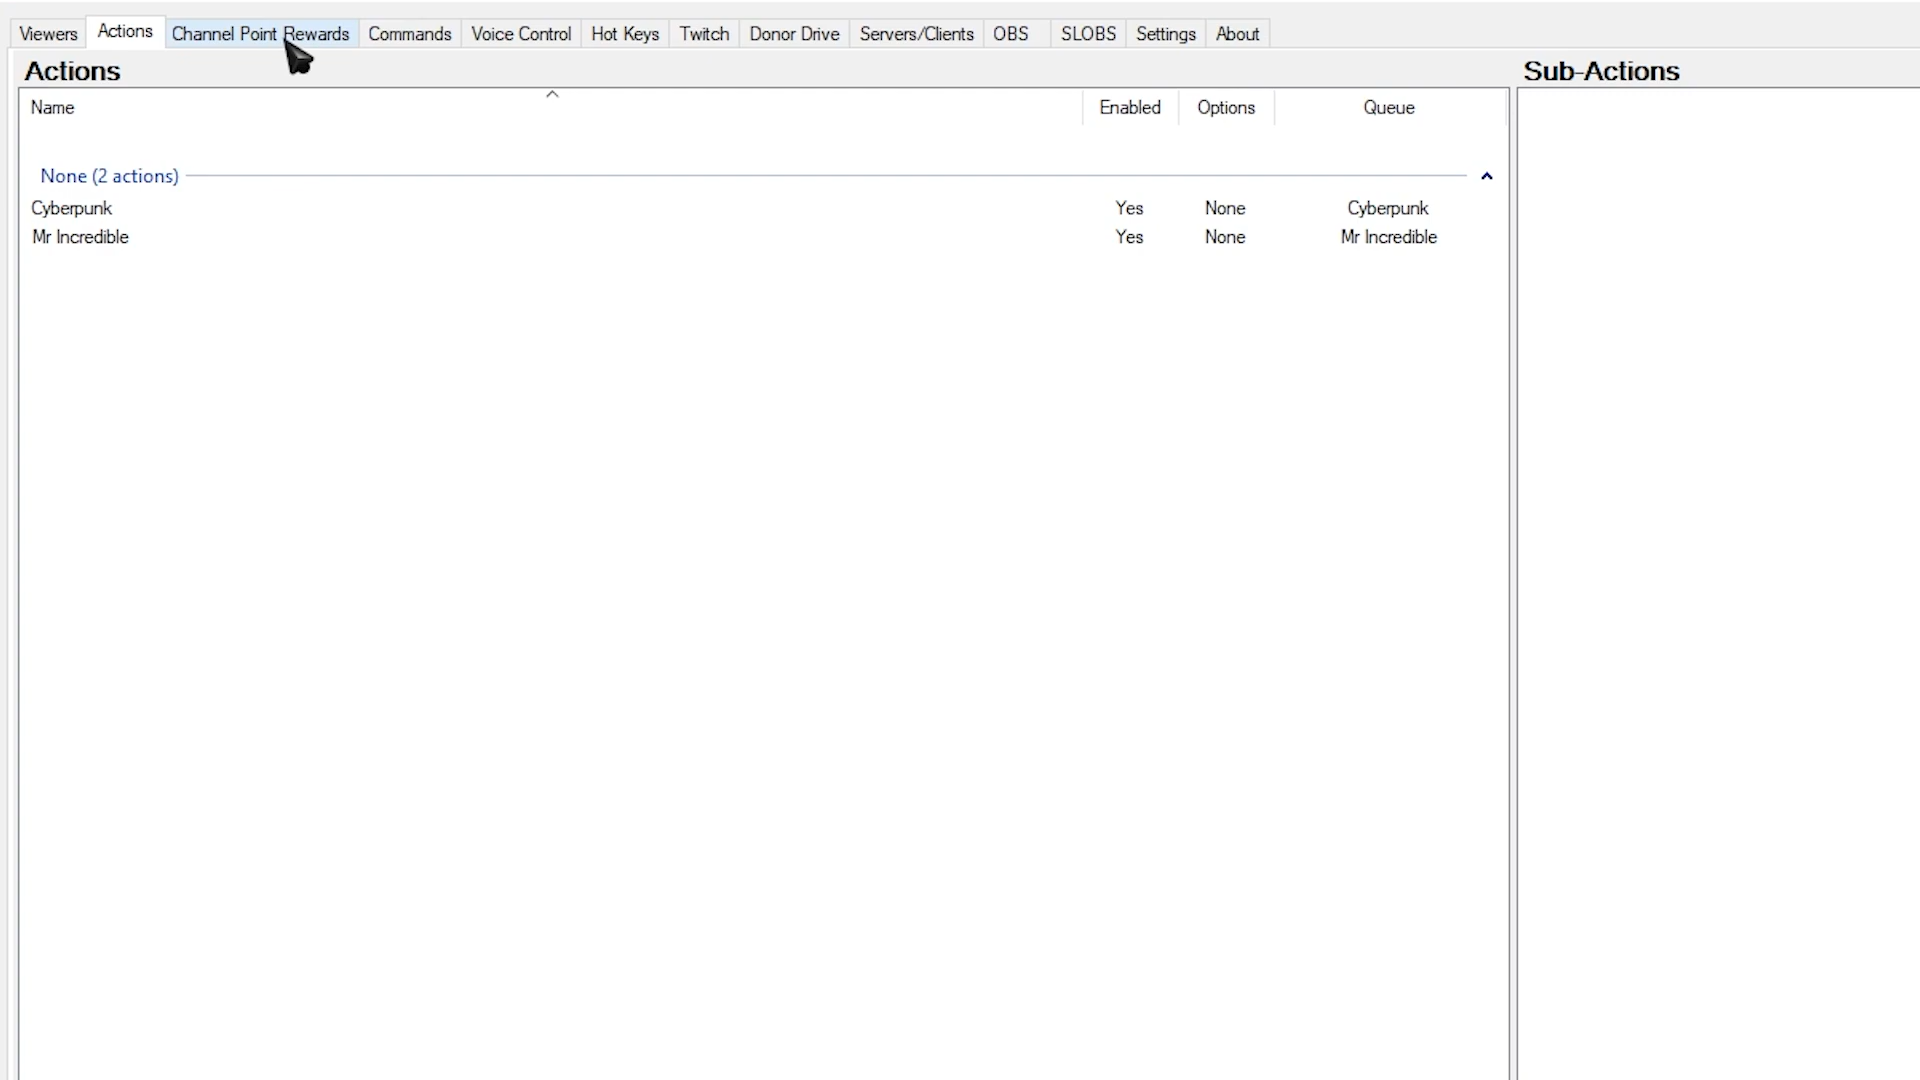 Viewers Actions Channel Point Rewards Commands Voice Control Hot Keys Twitch Donor Drive Servers/Clients OBS SLOBS Settings About
Actions Sub-Actions
Name Enabled Options Queue
None (2 actions)
Cyberpunk Yes None Cyberpunk
Mr Incredible Yes None Mr Incredible